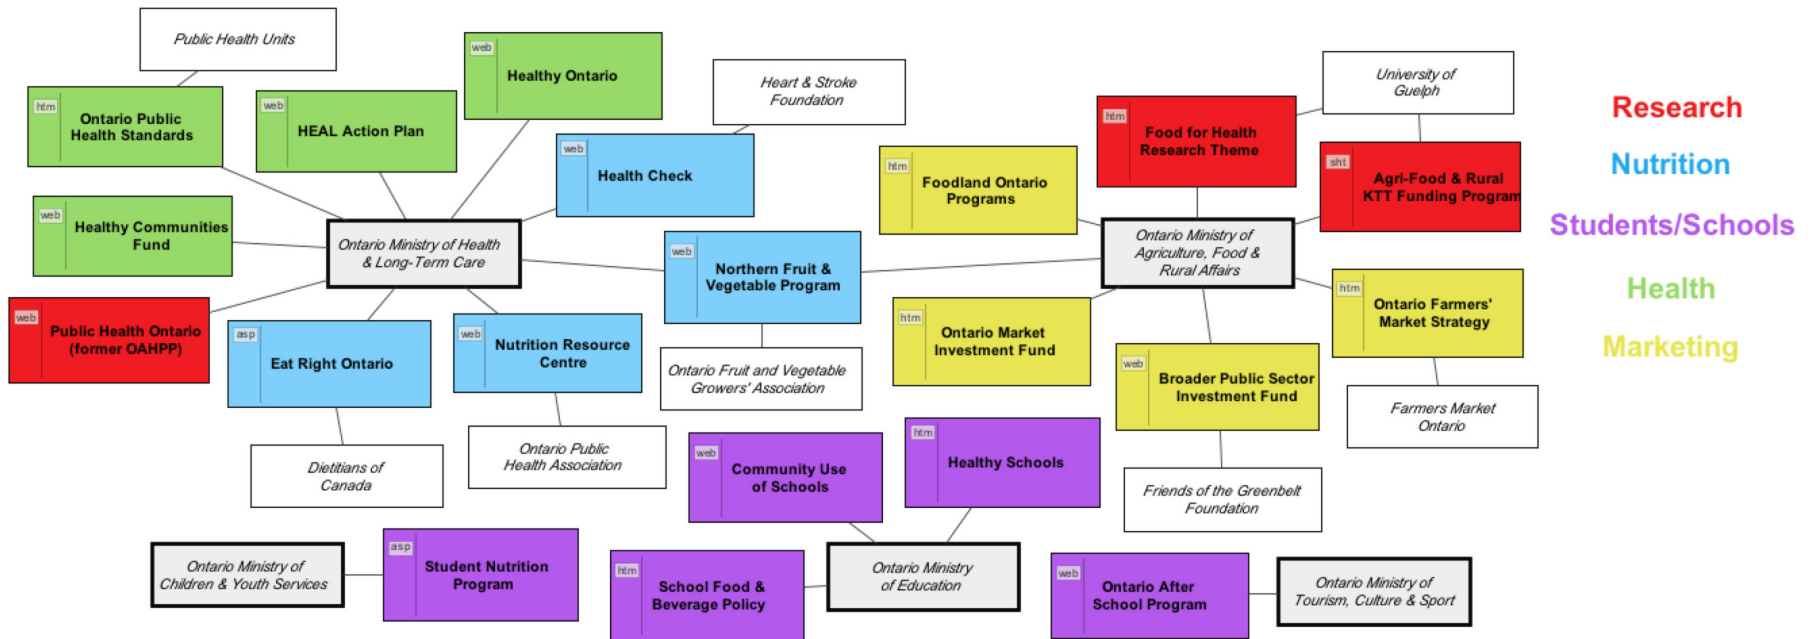 Public Health Units
web
Healthy Ontario
Heart & Stroke
Foundation
University of
Guelph
htm
Ontario Public
Health Standards
web
HEAL Action Plan
web
Health Check
htm
Foodland Ontario
Programs
htm
Food for Health
Research Theme
sht
Agri-Food & Rural
KTT Funding Program
Research
Nutrition
Students/Schools
Health
Marketing
web
Healthy Communities
Fund
Ontario Ministry of Health
& Long-Term Care
web
Northern Fruit &
Vegetable Program
Ontario Ministry of
Agriculture, Food &
Rural Affairs
htm
Ontario Farmers'
Market Strategy
web
Public Health Ontario
(former OAHPP)
asp
Eat Right Ontario
web
Nutrition Resource
Centre
Ontario Fruit and Vegetable
Growers' Association
htm
Ontario Market
Investment Fund
web
Broader Public Sector
Investment Fund
Farmers Market
Ontario
Dietitians of
Canada
Ontario Public
Health Association
web
Community Use
of Schools
htm
Healthy Schools
Friends of the Greenbelt
Foundation
Ontario Ministry of
Children & Youth Services
asp
Student Nutrition
Program
htm
School Food &
Beverage Policy
Ontario Ministry
of Education
web
Ontario After
School Program
Ontario Ministry of
Tourism, Culture & Sport